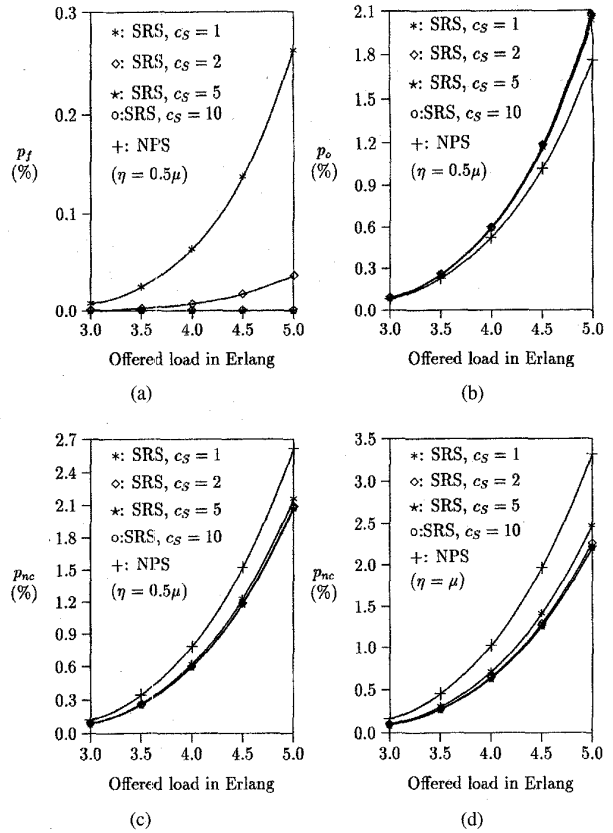 0.3
0.2
p_f
(%)
0.1
0.0
*: SRS, c_S = 1
◇: SRS, c_S = 2
★: SRS, c_S = 5
o:SRS, c_S = 10
+: NPS
(η = 0.5μ)
3.0 3.5 4.0 4.5 5.0
Offered load in Erlang
(a)
2.1
1.8
1.5
p_o
1.2
(%)
0.9
0.6
0.3
0.0
*: SRS, c_S = 1
◇: SRS, c_S = 2
★: SRS, c_S = 5
o:SRS, c_S = 10
+: NPS
(η = 0.5μ)
3.0 3.5 4.0 4.5 5.0
Offered load in Erlang
(b)
2.7
2.4
2.1
1.8
1.5
p_nc
(%)
1.2
0.9
0.6
0.3
0.0
*: SRS, c_S = 1
◇: SRS, c_S = 2
★: SRS, c_S = 5
o:SRS, c_S = 10
+: NPS
(η = 0.5μ)
3.0 3.5 4.0 4.5 5.0
Offered load in Erlang
(c)
3.5
3.0
2.5
2.0
p_nc
(%)
1.5
1.0
0.5
0.0
*: SRS, c_S = 1
◇: SRS, c_S = 2
★: SRS, c_S = 5
o:SRS, c_S = 10
+: NPS
(η = μ)
3.0 3.5 4.0 4.5 5.0
Offered load in Erlang
(d)